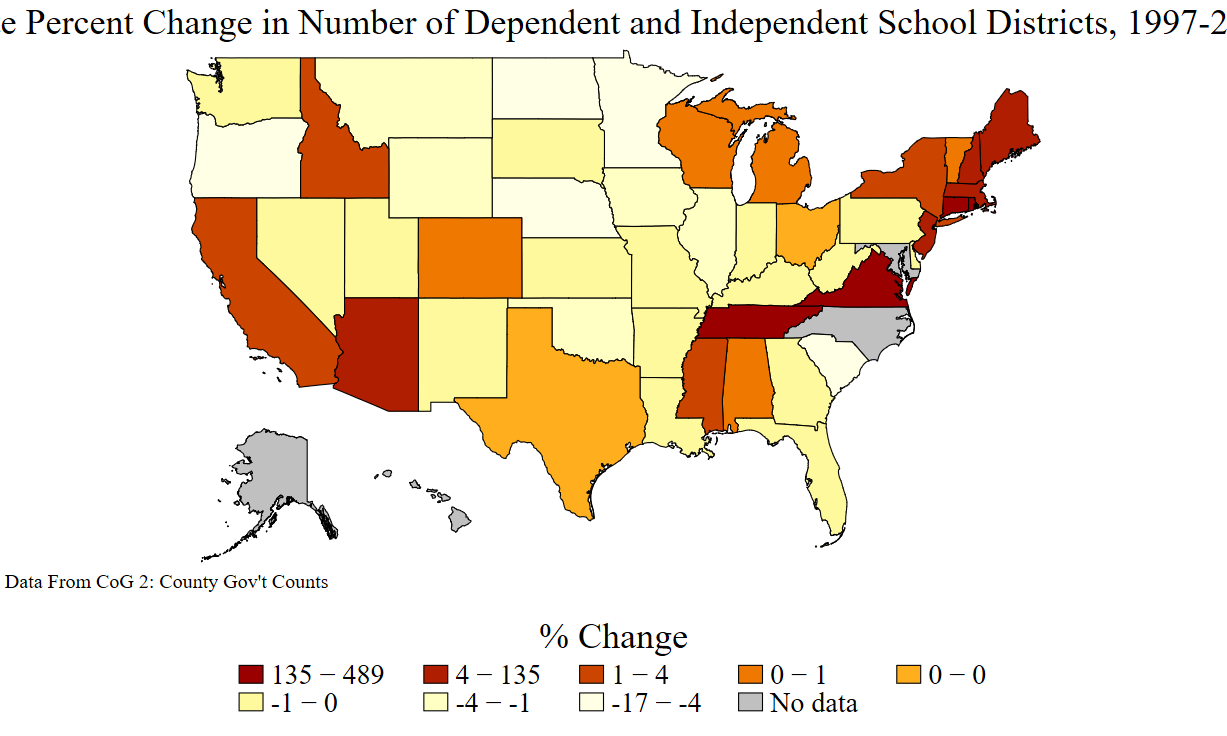 e Percent Change in Number of Dependent and Independent School Districts, 1997-2
Data From CoG 2: County Gov't Counts
% Change
135 − 489 4 − 135 1 − 4 0 − 1 0 − 0
-1 − 0 -4 − -1 -17 − -4 No data